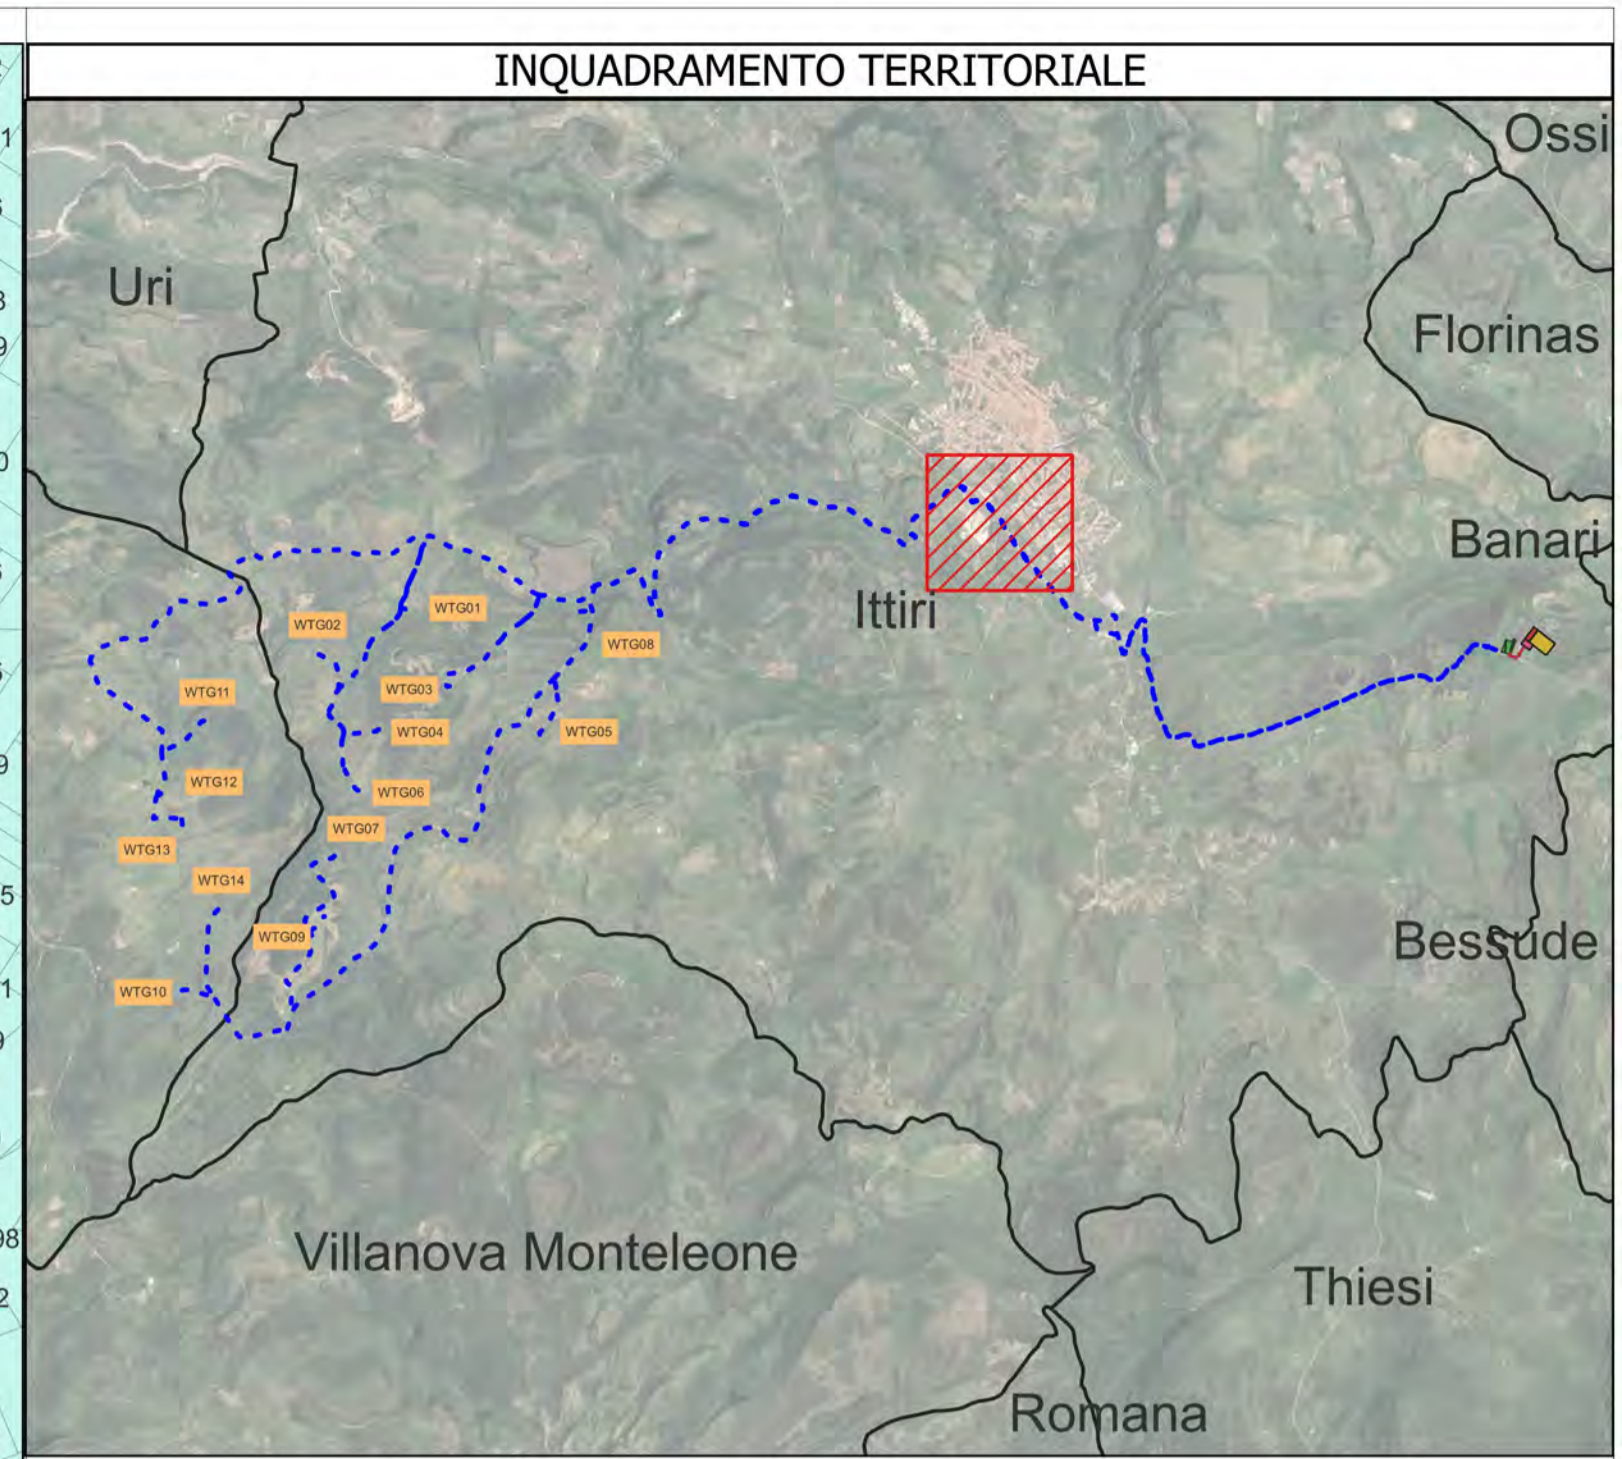 INQUADRAMENTO TERRITORIALE
Ossi
Uri
Florinas
Banari
Ittiri
WTG01
WTG02
WTG08
WTG03
WTG11
WTG04
WTG05
WTG12
WTG06
WTG07
WTG13
WTG14
WTG09
Bessude
WTG10
Villanova Monteleone
Thiesi
Romana